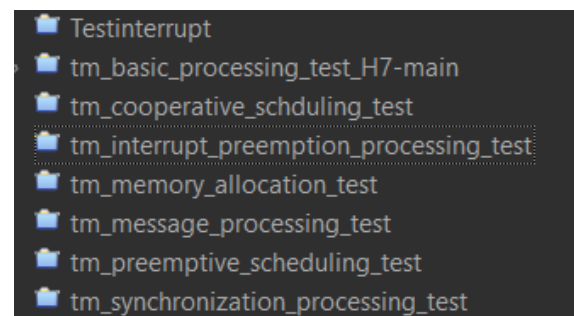 Testinterrupt
tm_basic_processing_test_H7-main
tm_cooperative_schduling_test
tm_interrupt_preemption_processing_test
tm_memory_allocation_test
tm_message_processing_test
tm_preemptive_scheduling_test
tm_synchronization_processing_test